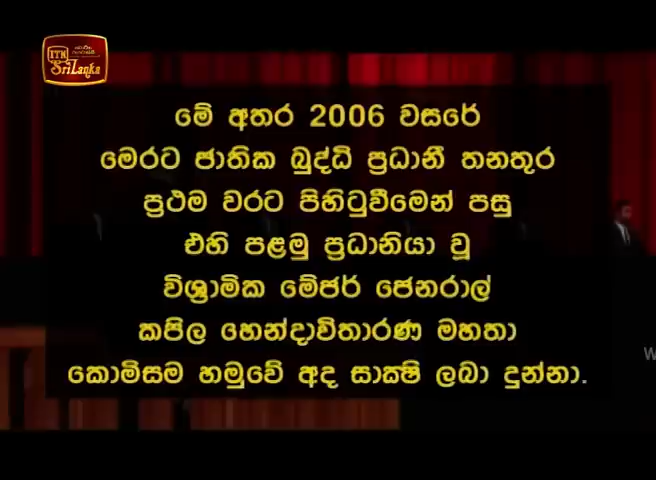 ITN
Sri Lanka
මේ අතර 2006 වසරේ
මෙරට ජාතික බුද්ධි ප්‍රධානී තනතුර
ප්‍රථම වරට පිහිටුවීමෙන් පසු
එහි පළමු ප්‍රධානියා වූ
විශ්‍රාමික මේජර් ජෙනරාල්
කපිල හෙන්දාවිතාරණ මහතා
කොමිසම හමුවේ අද සාක්‍ෂි ලබා දුන්නා.
W